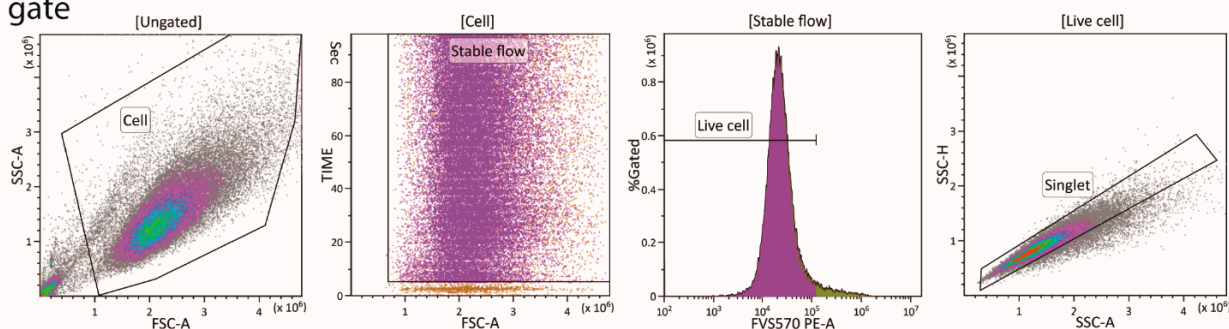 gate
[Ungated]
(x 10⁶)
SSC-A
3
2
1
Cell
1
2
3
4
(x 10⁶)
FSC-A
[Cell]
Sec
TIME
80
60
40
20
0
Stable flow
1
2
3
4
(x 10⁶)
FSC-A
[Stable flow]
(x 10⁶)
%Gated
0.8
0.6
0.4
0.2
0
Live cell
10²
10³
10⁴
10⁵
10⁶
10⁷
FVS570 PE-A
[Live cell]
(x 10⁶)
SSC-H
3
2
1
Singlet
1
2
3
4
(x 10⁶)
SSC-A